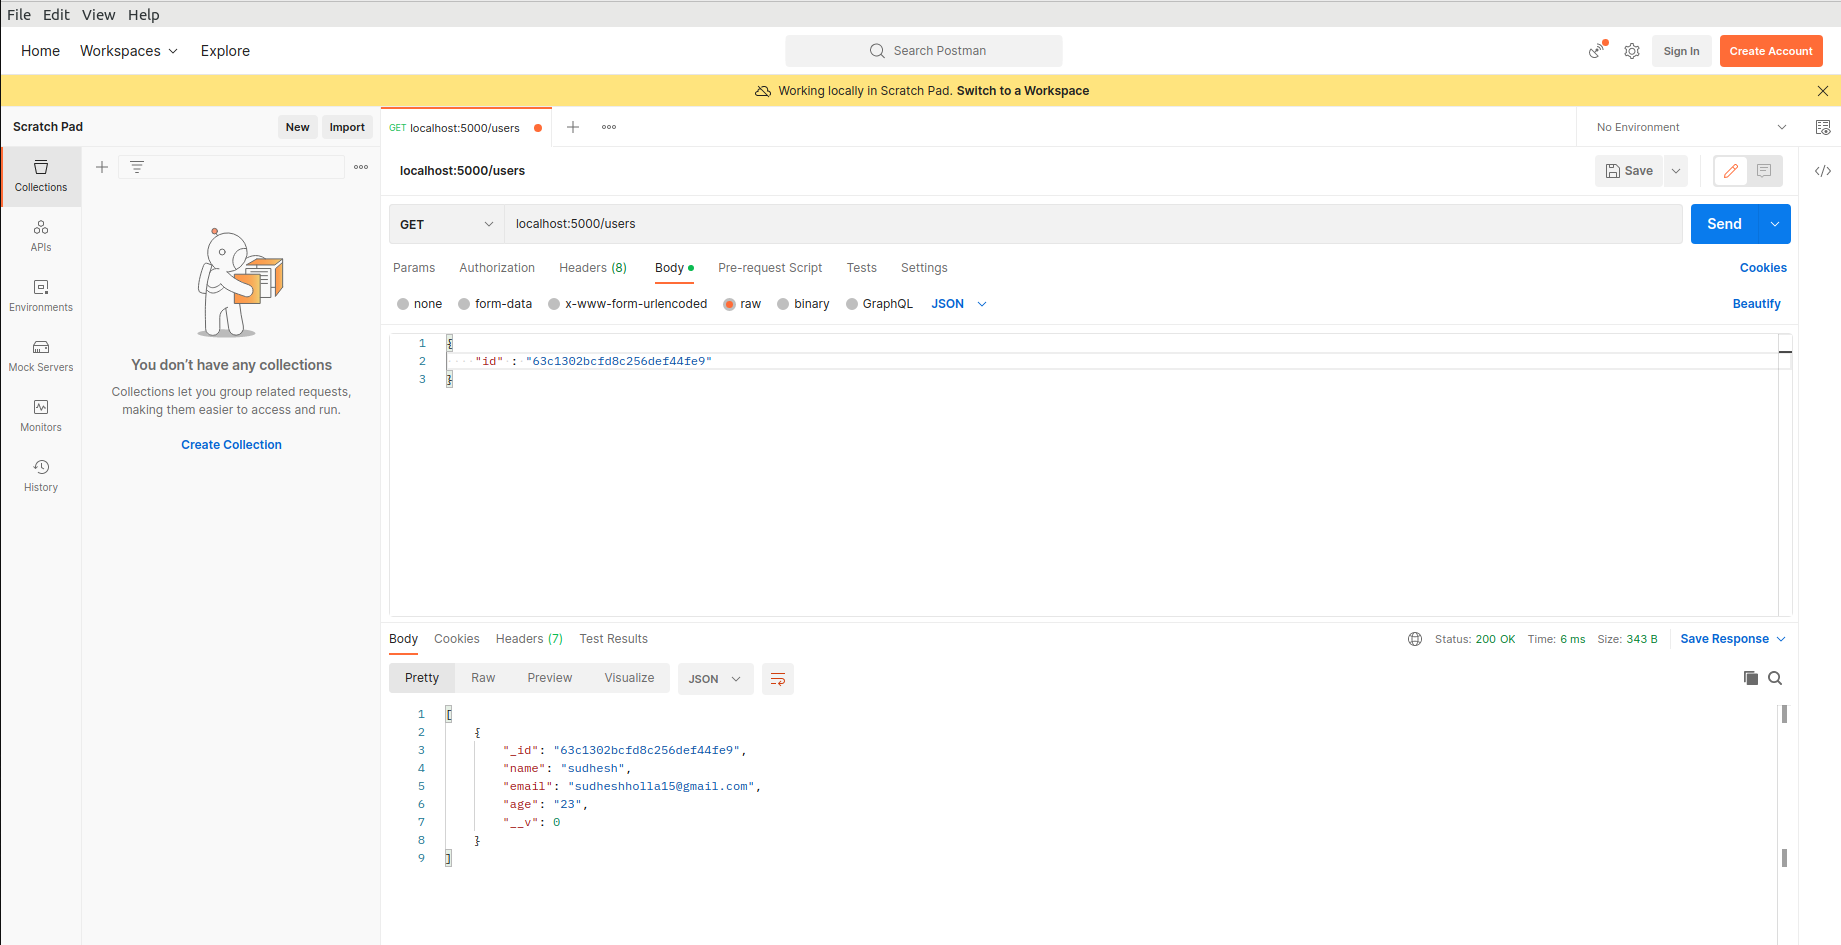 File Edit View Help
Home Workspaces Explore Search Postman Sign In Create Account
Working locally in Scratch Pad. Switch to a Workspace
Scratch Pad New Import GET localhost:5000/users No Environment
localhost:5000/users Save
Collections
GET localhost:5000/users Send
APIs
Params Authorization Headers (8) Body Pre-request Script Tests Settings Cookies
none form-data x-www-form-urlencoded raw binary GraphQL JSON Beautify
Environments
1 {
2 "id" : "63c1302bcfd8c256def44fe9"
3 }
Mock Servers
You don’t have any collections
Collections let you group related requests,
making them easier to access and run.
Monitors
Create Collection
History
Body Cookies Headers (7) Test Results Status: 200 OK Time: 6 ms Size: 343 B Save Response
Pretty Raw Preview Visualize JSON
1 [
2 {
3 "_id": "63c1302bcfd8c256def44fe9",
4 "name": "sudhesh",
5 "email": "sudheshholla15@gmail.com",
6 "age": "23",
7 "__v": 0
8 }
9 ]